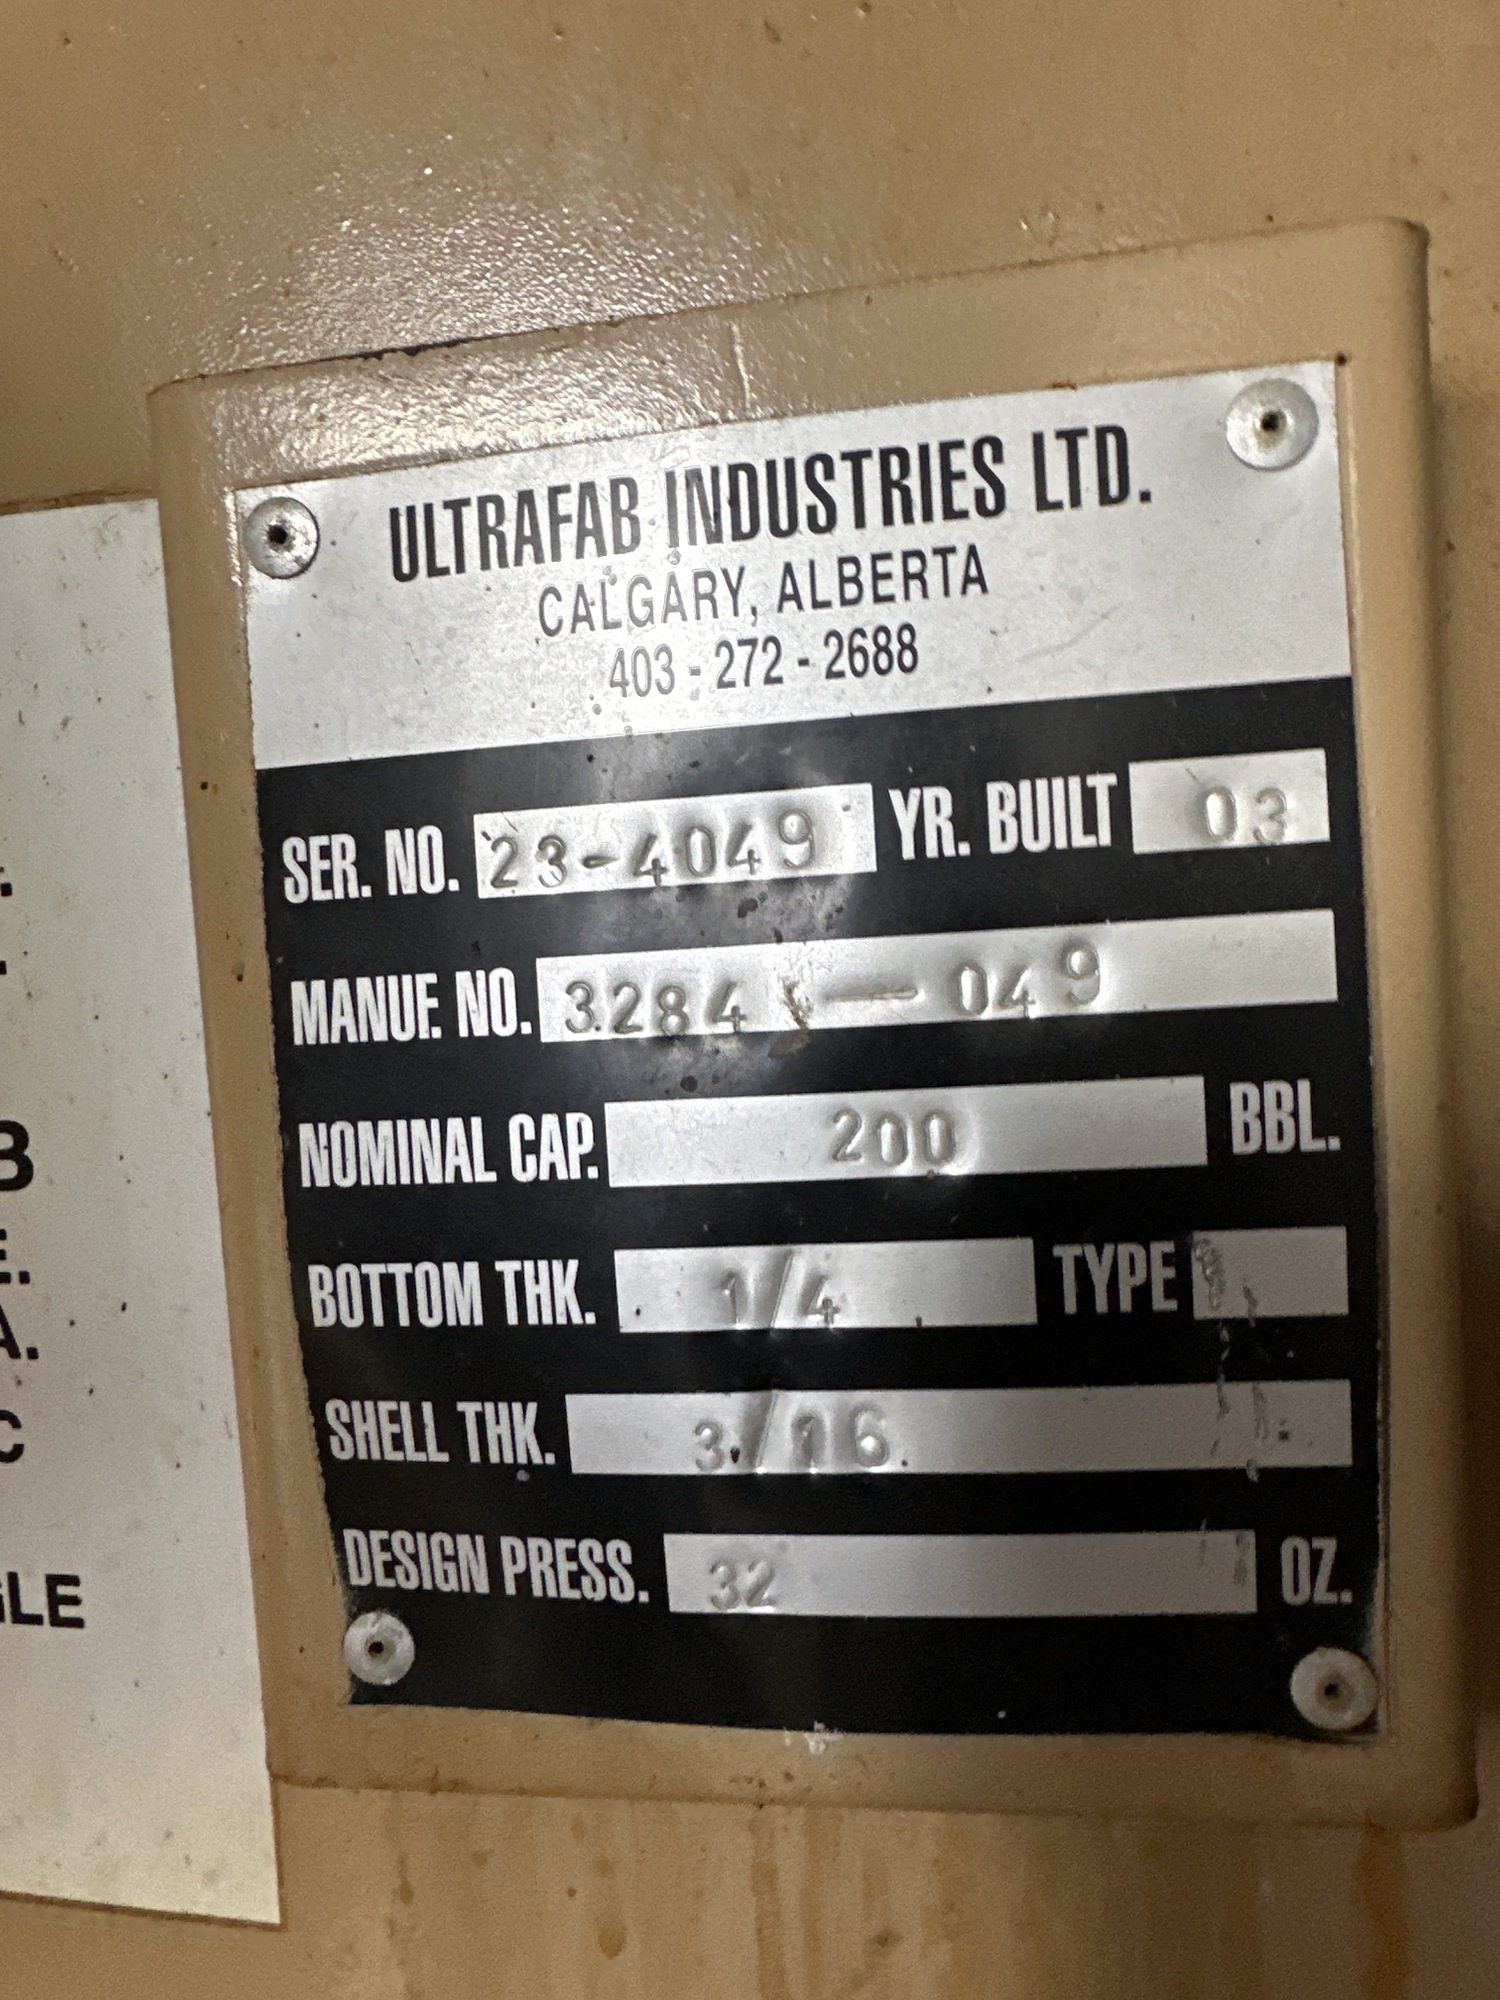 ULTRAFAB INDUSTRIES LTD.
CALGARY, ALBERTA
403-272-2688
SER. NO. 23-4049 YR. BUILT 03
MANUF. NO. 3284 — 049
NOMINAL CAP. 200 BBL.
BOTTOM THK. 1/4 TYPE
SHELL THK. 3/16
DESIGN PRESS. 32 OZ.
B
E.
A.
C
GLE